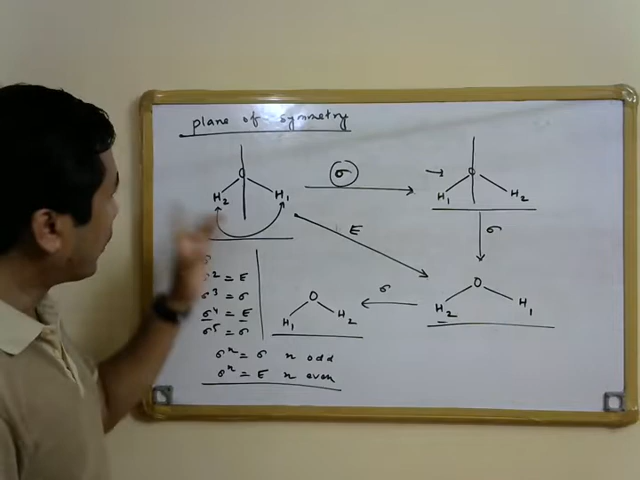 plane of symmetry
O
H₂ H₁
σ
O
H₁ H₂
σ
E
O
H₂ H₁
σ
O
H₁ H₂
σ
σ² = E
σ³ = σ
σ⁴ = E
σ⁵ = σ
σⁿ = σ n odd
σⁿ = E n even